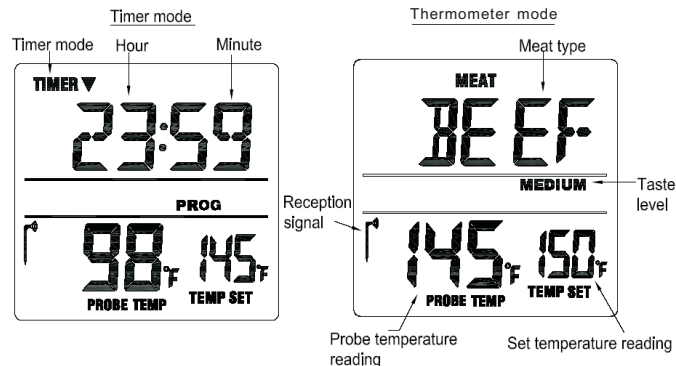 Timer mode
Timer mode
Hour
Minute
TIMER ▼
23:59
PROG
98°F
145°F
PROBE TEMP
TEMP SET
Thermometer mode
Meat type
MEAT
BEEF
MEDIUM
Taste
level
Reception
signal
145°F
150°F
PROBE TEMP
TEMP SET
Probe temperature
reading
Set temperature reading